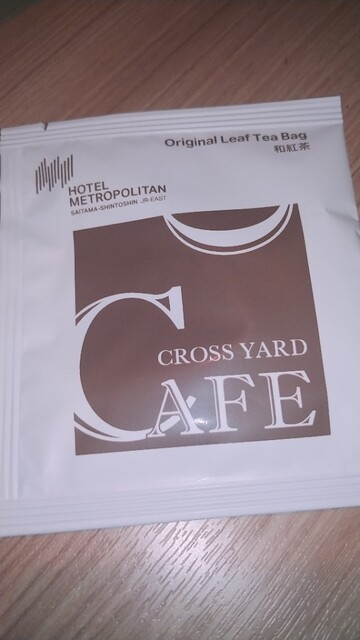 Original Leaf Tea Bag
和紅茶
HOTEL
METROPOLITAN
SAITAMA-SHINTOSHIN JR-EAST
CROSS YARD
CAFE